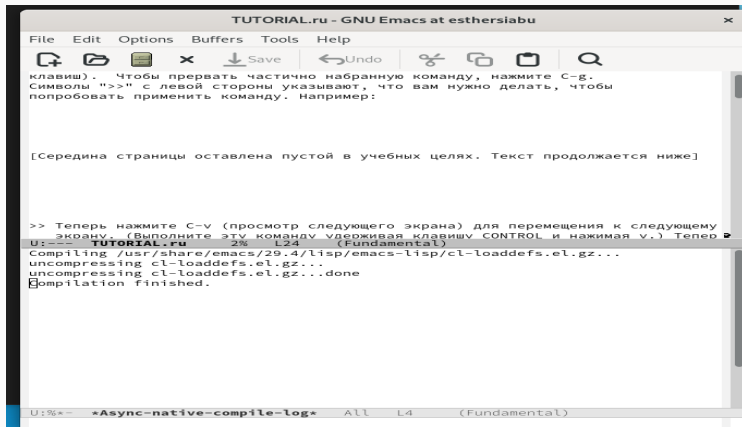 TUTORIAL.ru - GNU Emacs at esthersiabu
File Edit Options Buffers Tools Help
Save Undo
клавиш). Чтобы прервать частично набранную команду, нажмите C-g.
Символы ">>" с левой стороны указывают, что вам нужно делать, чтобы
попробовать применить команду. Например:
[Середина страницы оставлена пустой в учебных целях. Текст продолжается ниже]
>> Теперь нажмите C-v (просмотр следующего экрана) для перемещения к следующему
экрану. (Выполните эту команду удерживая клавишу CONTROL и нажимая v.) Тепер
U:--- TUTORIAL.ru 2% L24 (Fundamental)
Compiling /usr/share/emacs/29.4/lisp/emacs-lisp/cl-loaddefs.el.gz...
uncompressing cl-loaddefs.el.gz...
uncompressing cl-loaddefs.el.gz...done
Compilation finished.
U:%*- *Async-native-compile-log* All L4 (Fundamental)